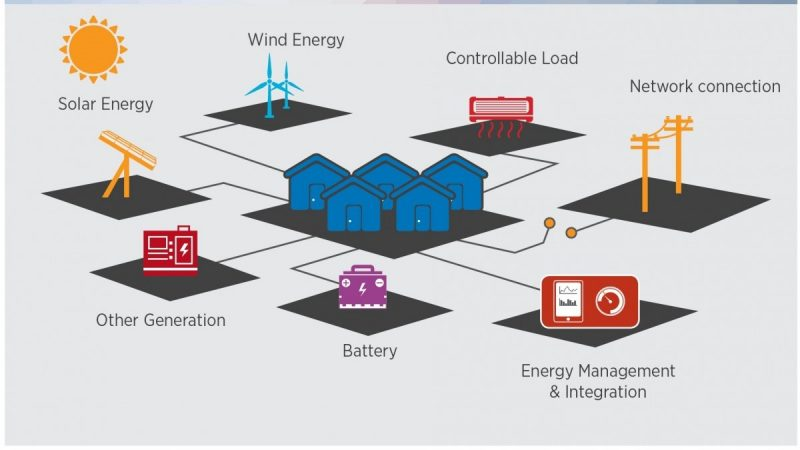 Wind Energy
Controllable Load
Network connection
Solar Energy
Other Generation
Battery
Energy Management
& Integration